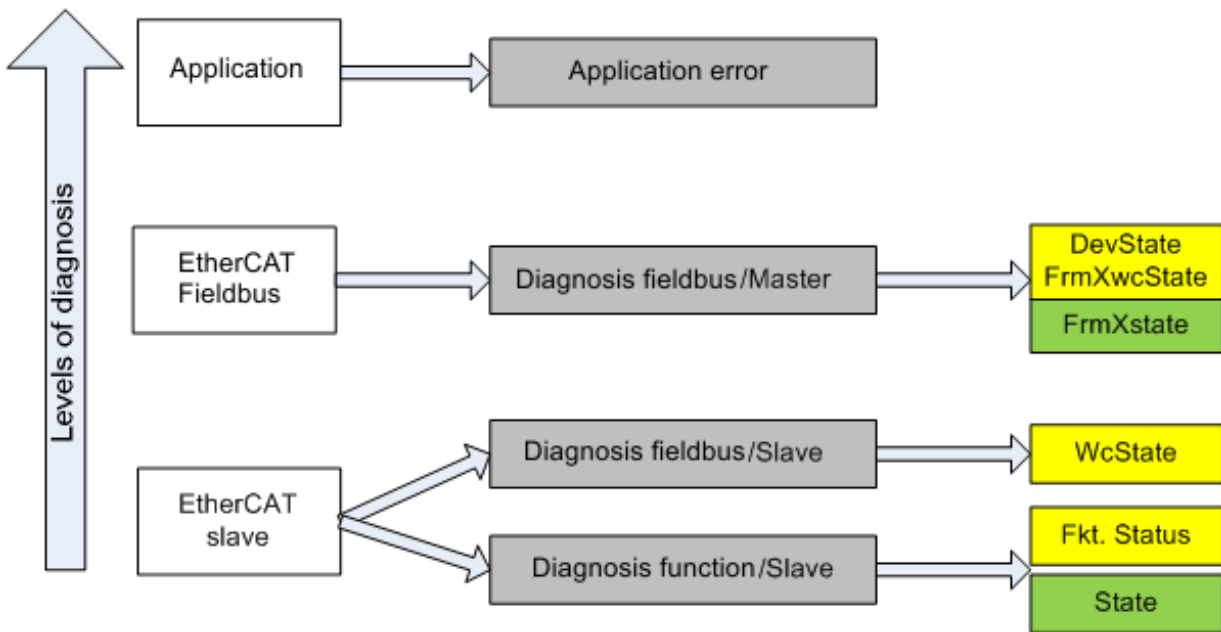 Levels of diagnosis
Application
Application error
EtherCAT
Fieldbus
Diagnosis fieldbus/Master
DevState
FrmXwcState
FrmXstate
EtherCAT
slave
Diagnosis fieldbus/Slave
WcState
Diagnosis function/Slave
Fkt. Status
State